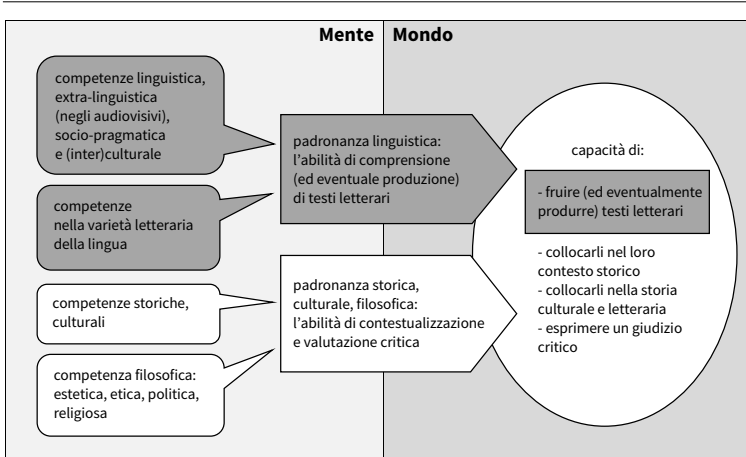 Mente Mondo
competenze linguistica,
extra-linguistica
(negli audiovisivi),
socio-pragmatica
e (inter)culturale
competenze
nella varietà letteraria
della lingua
competenze storiche,
culturali
competenza filosofica:
estetica, etica, politica,
religiosa
padronanza linguistica:
l'abilità di comprensione
(ed eventuale produzione)
di testi letterari
padronanza storica,
culturale, filosofica:
l'abilità di contestualizzazione
e valutazione critica
capacità di:
- fruire (ed eventualmente
produrre) testi letterari
- collocarli nel loro
contesto storico
- collocarli nella storia
culturale e letteraria
- esprimere un giudizio
critico